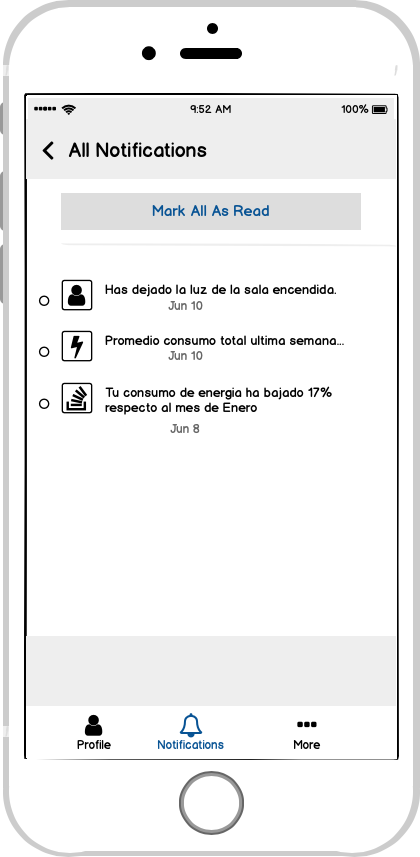 9:52 AM
100%
All Notifications
Mark All As Read
Has dejado la luz de la sala encendida.
Jun 10
Promedio consumo total ultima semana...
Jun 10
Tu consumo de energia ha bajado 17%
respecto al mes de Enero
Jun 8
Profile
Notifications
More